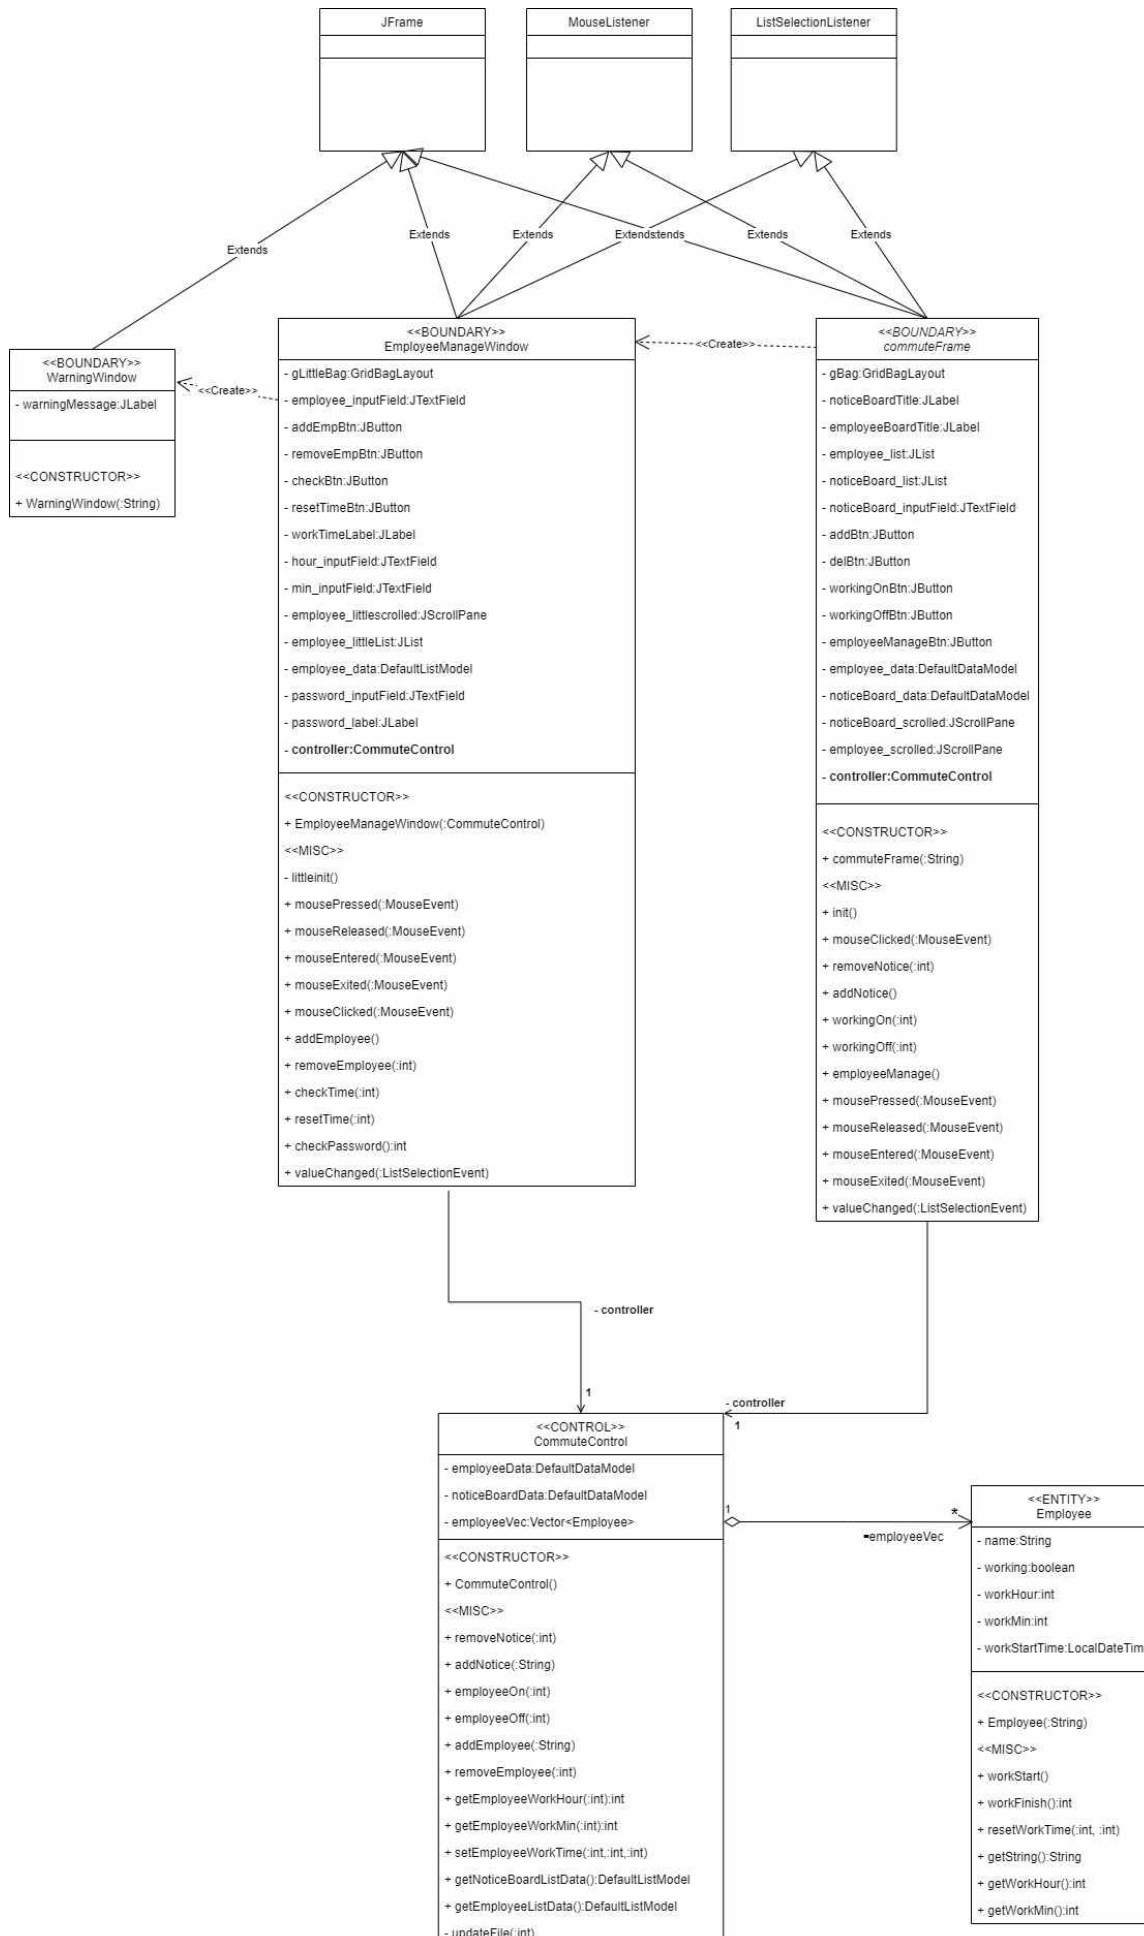 JFrame
MouseListener
ListSelectionListener
Extends
Extends
Extends
Extends
tends
Extends
Extends
<<BOUNDARY>>
WarningWindow
- warningMessage:JLabel
<<CONSTRUCTOR>>
+ WarningWindow(:String)
<<Create>>
<<BOUNDARY>>
EmployeeManageWindow
- gLittleBag:GridBagLayout
- employee_inputField:JTextField
- addEmpBtn:JButton
- removeEmpBtn:JButton
- checkBtn:JButton
- resetTimeBtn:JButton
- workTimeLabel:JLabel
- hour_inputField:JTextField
- min_inputField:JTextField
- employee_littlescrolled:JScrollPane
- employee_littleList:JList
- employee_data:DefaultListModel
- password_inputField:JTextField
- password_label:JLabel
- controller:CommuteControl
<<CONSTRUCTOR>>
+ EmployeeManageWindow(:CommuteControl)
<<MISC>>
- littleinit()
+ mousePressed(:MouseEvent)
+ mouseReleased(:MouseEvent)
+ mouseEntered(:MouseEvent)
+ mouseExited(:MouseEvent)
+ mouseClicked(:MouseEvent)
+ addEmployee()
+ removeEmployee(:int)
+ checkTime(:int)
+ resetTime(:int)
+ checkPassword():int
+ valueChanged(:ListSelectionEvent)
<<Create>>
<<BOUNDARY>>
commuteFrame
- gBag:GridBagLayout
- noticeBoardTitle:JLabel
- employeeBoardTitle:JLabel
- employee_list:JList
- noticeBoard_list:JList
- noticeBoard_inputField:JTextField
- addBtn:JButton
- delBtn:JButton
- workingOnBtn:JButton
- workingOffBtn:JButton
- employeeManageBtn:JButton
- employee_data:DefaultDataModel
- noticeBoard_data:DefaultDataModel
- noticeBoard_scrolled:JScrollPane
- employee_scrolled:JScrollPane
- controller:CommuteControl
<<CONSTRUCTOR>>
+ commuteFrame(:String)
<<MISC>>
+ init()
+ mouseClicked(:MouseEvent)
+ removeNotice(:int)
+ addNotice()
+ workingOn(:int)
+ workingOff(:int)
+ employeeManage()
+ mousePressed(:MouseEvent)
+ mouseReleased(:MouseEvent)
+ mouseEntered(:MouseEvent)
+ mouseExited(:MouseEvent)
+ valueChanged(:ListSelectionEvent)
- controller
1
- controller
1
<<CONTROL>>
CommuteControl
- employeeData:DefaultDataModel
- noticeBoardData:DefaultDataModel
- employeeVec:Vector<Employee>
<<CONSTRUCTOR>>
+ CommuteControl()
<<MISC>>
+ removeNotice(:int)
+ addNotice(:String)
+ employeeOn(:int)
+ employeeOff(:int)
+ addEmployee(:String)
+ removeEmployee(:int)
+ getEmployeeWorkHour(:int):int
+ getEmployeeWorkMin(:int):int
+ setEmployeeWorkTime(:int,:int,:int)
+ getNoticeBoardListData():DefaultListModel
+ getEmployeeListData():DefaultListModel
- updateFile(:int)
1
*
-employeeVec
<<ENTITY>>
Employee
- name:String
- working:boolean
- workHour:int
- workMin:int
- workStartTime:LocalDateTim
<<CONSTRUCTOR>>
+ Employee(:String)
<<MISC>>
+ workStart()
+ workFinish():int
+ resetWorkTime(:int, :int)
+ getString():String
+ getWorkHour():int
+ getWorkMin():int